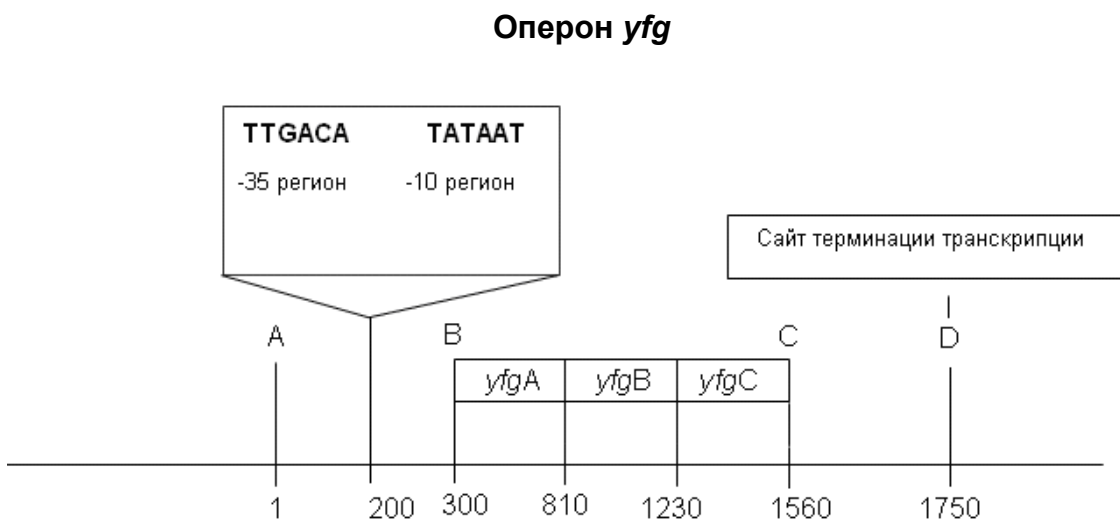 Оперон yfg
TTGACA TATAAT
-35 регион -10 регион
Сайт терминации транскрипции
A B C D
yfgA yfgB yfgC
1 200 300 810 1230 1560 1750